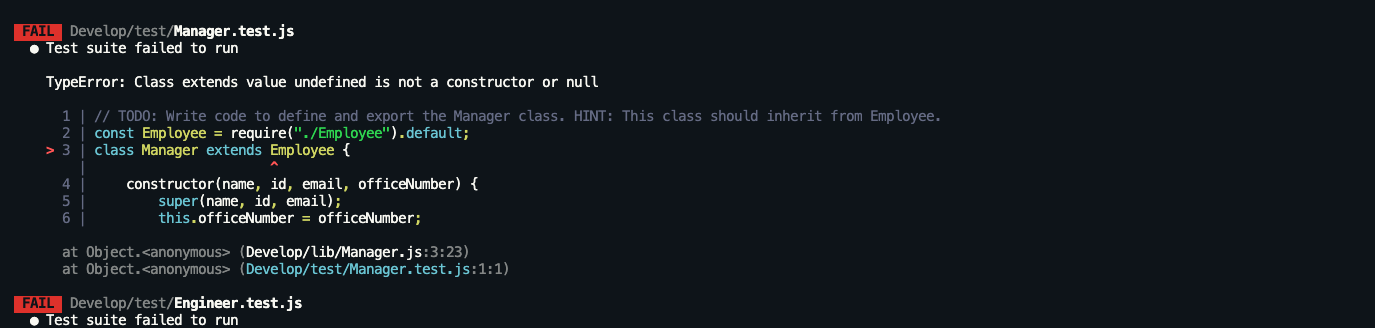 FAIL Develop/test/Manager.test.js
● Test suite failed to run
TypeError: Class extends value undefined is not a constructor or null
1 | // TODO: Write code to define and export the Manager class. HINT: This class should inherit from Employee.
2 | const Employee = require("./Employee").default;
> 3 | class Manager extends Employee {
| ^
4 | constructor(name, id, email, officeNumber) {
5 | super(name, id, email);
6 | this.officeNumber = officeNumber;
at Object.<anonymous> (Develop/lib/Manager.js:3:23)
at Object.<anonymous> (Develop/test/Manager.test.js:1:1)
FAIL Develop/test/Engineer.test.js
● Test suite failed to run